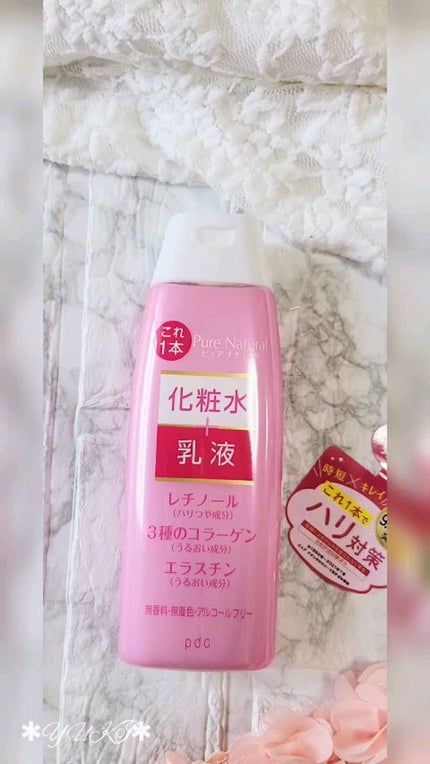 これ
1本
Pure Natural
ピュアナチュラル
化粧水
+
乳液
レチノール
(ハリつや成分)
3種のコラーゲン
(うるおい成分)
エラスチン
(うるおい成分)
無香料・無着色・アルコールフリー
pdc
時短×キレイ
これ1本で
ハリ対策
*YUKI*